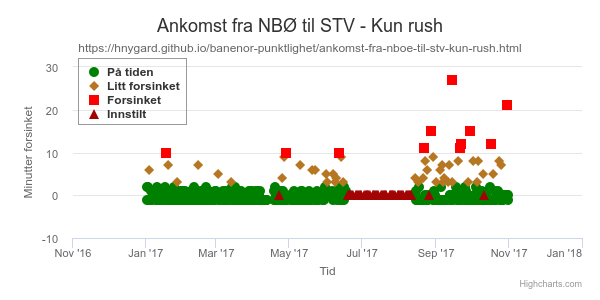 Ankomst fra NBØ til STV - Kun rush
https://hnygard.github.io/banenor-punktlighet/ankomst-fra-nboe-til-stv-kun-rush.html
På tiden
Litt forsinket
Forsinket
Innstilt
Minutter forsinket
30
20
10
0
-10
Nov '16
Jan '17
Mar '17
May '17
Jul '17
Sep '17
Nov '17
Jan '18
Tid
Highcharts.com